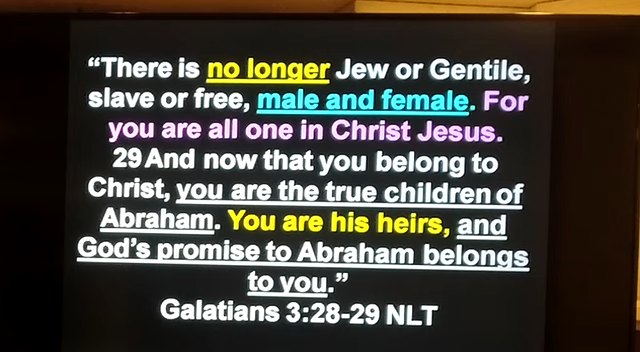 “There is no longer Jew or Gentile,
slave or free, male and female. For
you are all one in Christ Jesus.
29 And now that you belong to
Christ, you are the true children of
Abraham. You are his heirs, and
God’s promise to Abraham belongs
to you.”
Galatians 3:28-29 NLT